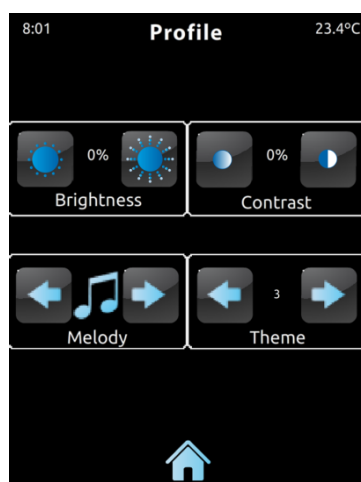 8:01 Profile 23.4°C
0% 0%
Brightness Contrast
3
Melody Theme